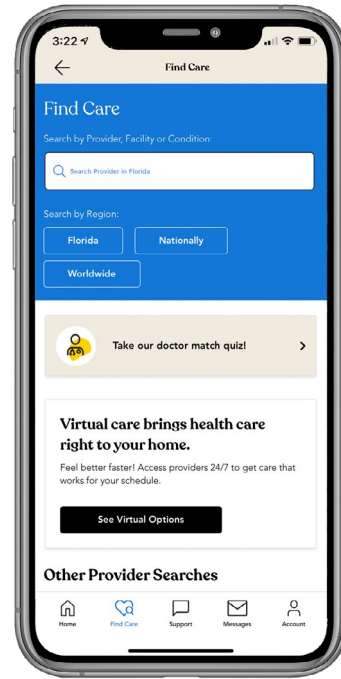 3:22
Find Care
Find Care
Search by Provider, Facility or Condition:
Search Provider in Florida
Search by Region:
Florida
Nationally
Worldwide
Take our doctor match quiz!
Virtual care brings health care
right to your home.
Feel better faster! Access providers 24/7 to get care that
works for your schedule.
See Virtual Options
Other Provider Searches
Home
Find Care
Support
Messages
Account